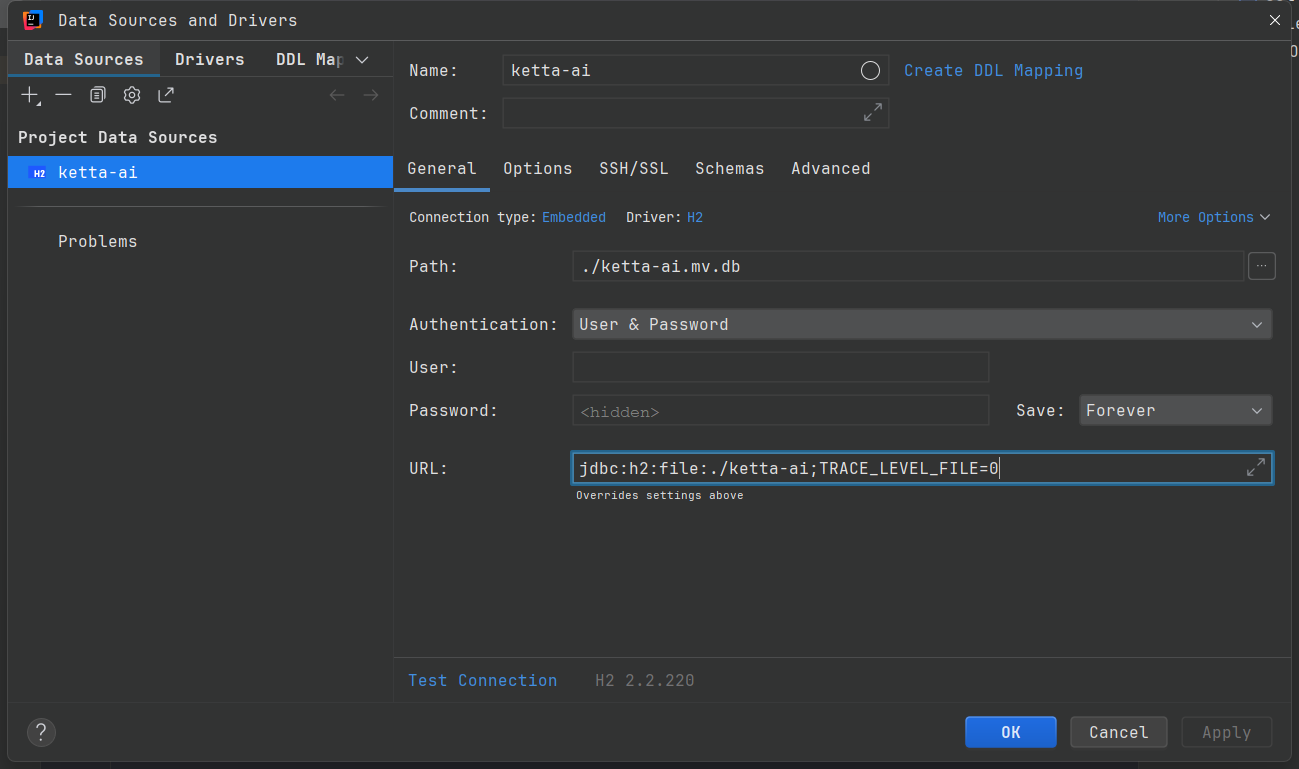 Data Sources and Drivers
Data Sources Drivers DDL Map
Project Data Sources
H2 ketta-ai
Problems
Name: ketta-ai Create DDL Mapping
Comment:
General Options SSH/SSL Schemas Advanced
Connection type: Embedded Driver: H2 More Options
Path: ./ketta-ai.mv.db ...
Authentication: User & Password
User:
Password: <hidden> Save: Forever
URL: jdbc:h2:file:./ketta-ai;TRACE_LEVEL_FILE=0
Overrides settings above
Test Connection H2 2.2.220
? OK Cancel Apply